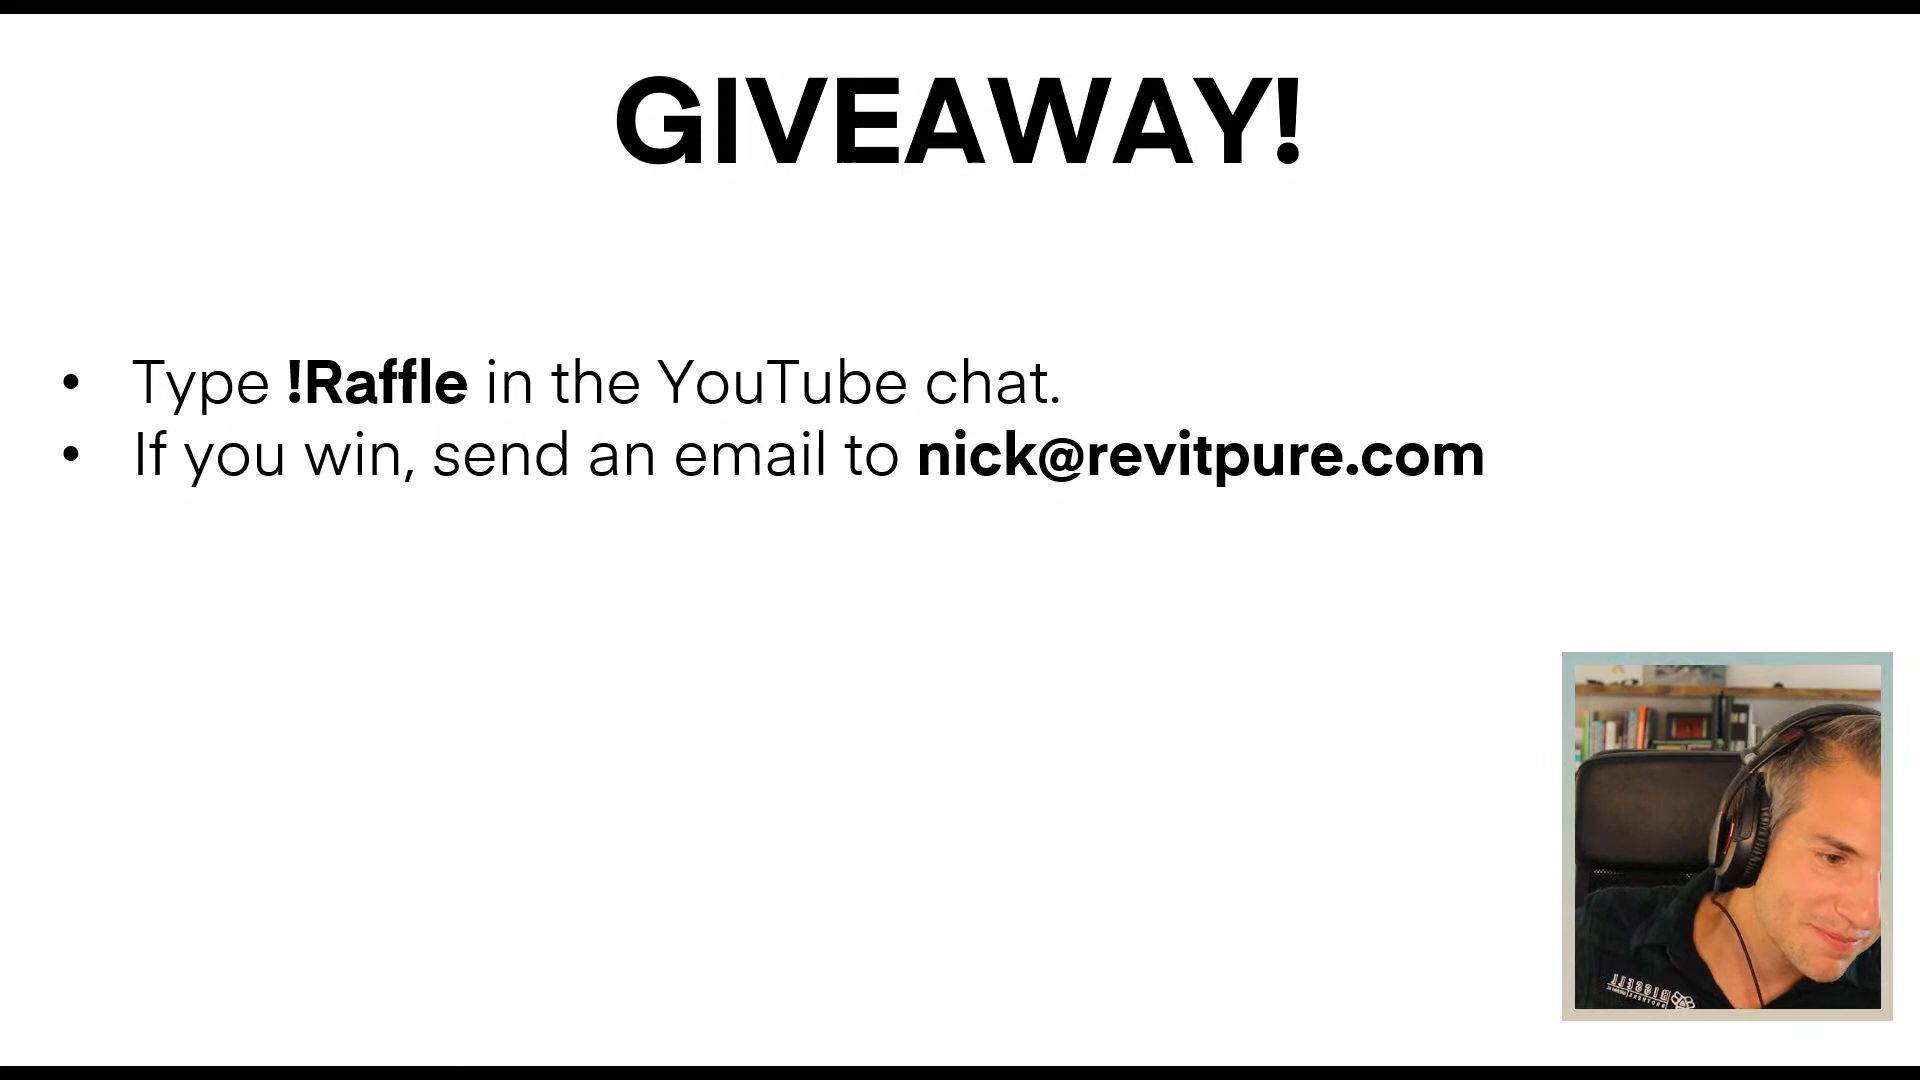 GIVEAWAY!
• Type !Raffle in the YouTube chat.
• If you win, send an email to nick@revitpure.com